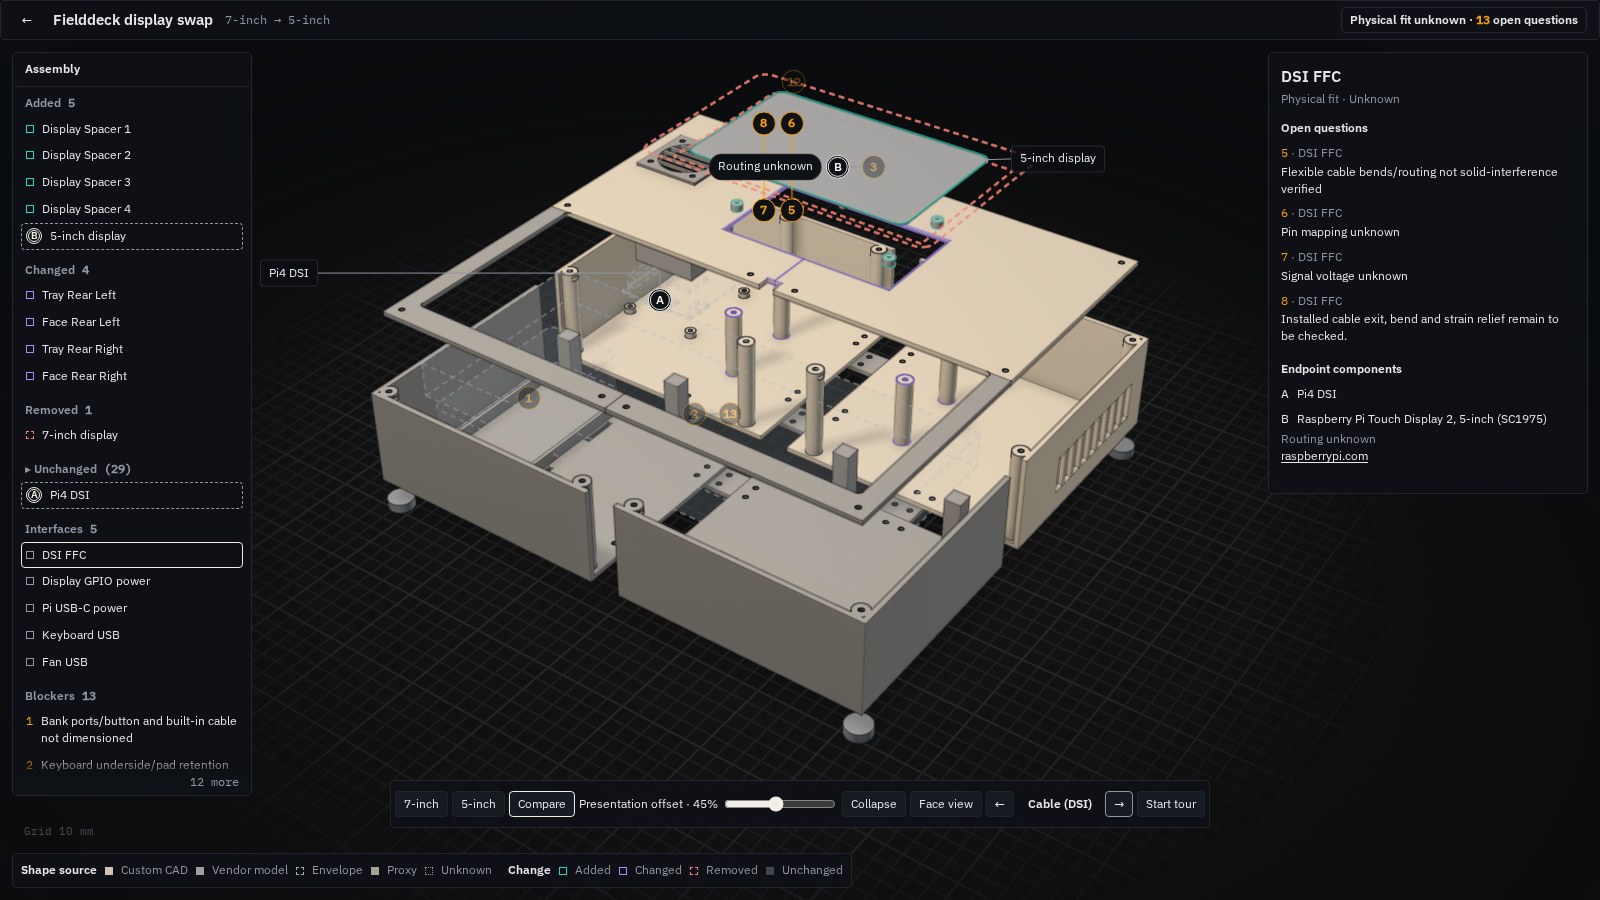 ← Fielddeck display swap 7-inch → 5-inch
Physical fit unknown · 13 open questions
Assembly
Added 5
Display Spacer 1
Display Spacer 2
Display Spacer 3
Display Spacer 4
B 5-inch display
Changed 4
Tray Rear Left
Face Rear Left
Tray Rear Right
Face Rear Right
Removed 1
7-inch display
▸ Unchanged (29)
A Pi4 DSI
Interfaces 5
DSI FFC
Display GPIO power
Pi USB-C power
Keyboard USB
Fan USB
Blockers 13
1 Bank ports/button and built-in cable
not dimensioned
2 Keyboard underside/pad retention
12 more
Grid 10 mm
12
8 6
Routing unknown B 3
5-inch display
7 5
Pi4 DSI
A
1
2 13
DSI FFC
Physical fit · Unknown
Open questions
5 · DSI FFC
Flexible cable bends/routing not solid-interference
verified
6 · DSI FFC
Pin mapping unknown
7 · DSI FFC
Signal voltage unknown
8 · DSI FFC
Installed cable exit, bend and strain relief remain to
be checked.
Endpoint components
A Pi4 DSI
B Raspberry Pi Touch Display 2, 5-inch (SC1975)
Routing unknown
raspberrypi.com
7-inch 5-inch Compare Presentation offset · 45% Collapse Face view ← Cable (DSI) → Start tour
Shape source Custom CAD Vendor model Envelope Proxy Unknown Change Added Changed Removed Unchanged